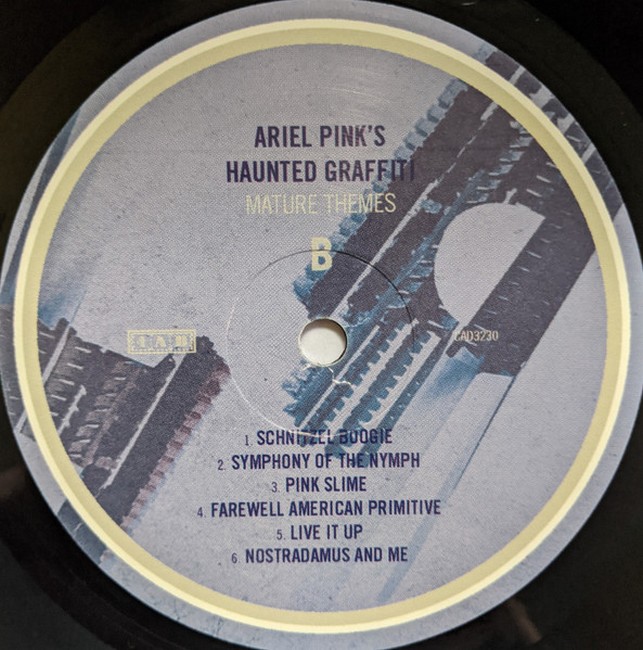 ARIEL PINK'S
HAUNTED GRAFFITI
MATURE THEMES
B
4AD
CAD3230
1. SCHNITZEL BOOGIE
2. SYMPHONY OF THE NYMPH
3. PINK SLIME
4. FAREWELL AMERICAN PRIMITIVE
5. LIVE IT UP
6. NOSTRADAMUS AND ME